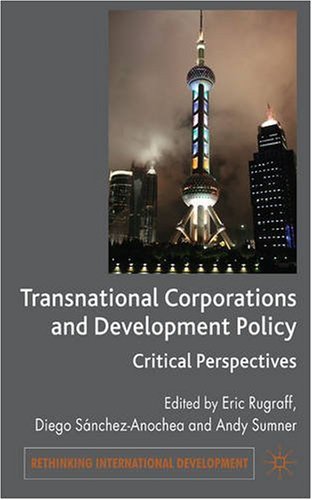 Transnational Corporations
and Development Policy
Critical Perspectives
Edited by Eric Rugraff,
Diego Sánchez-Anochea and Andy Sumner
RETHINKING INTERNATIONAL DEVELOPMENT